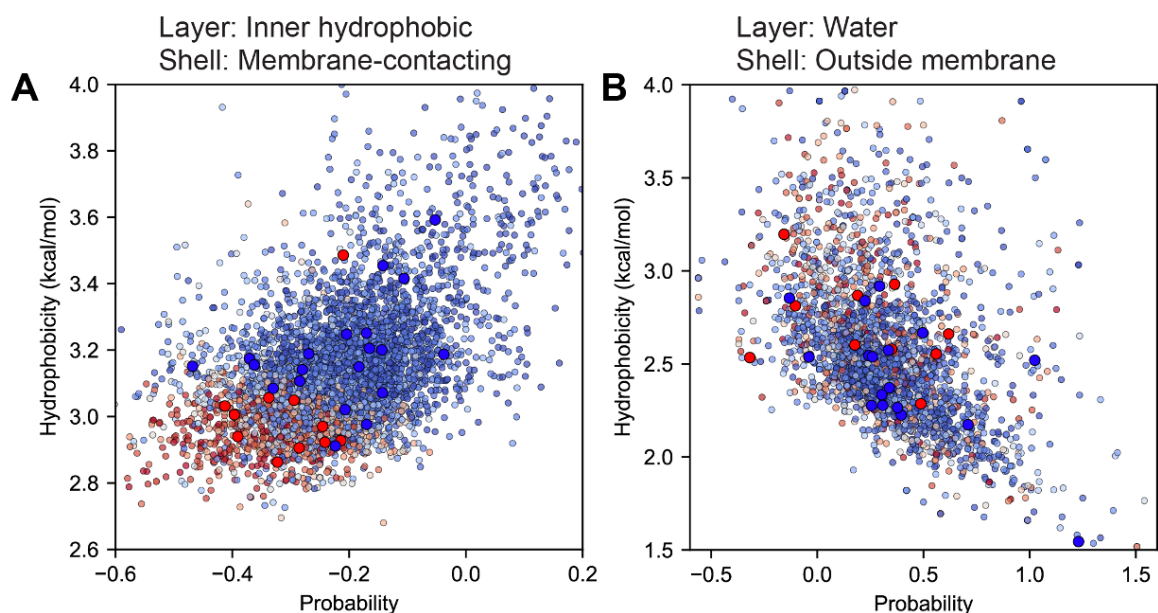 Layer: Inner hydrophobic
Shell: Membrane-contacting
A
Hydrophobicity (kcal/mol)
4.0
3.8
3.6
3.4
3.2
3.0
2.8
2.6
−0.6
−0.4
−0.2
0.0
0.2
Probability
Layer: Water
Shell: Outside membrane
B
Hydrophobicity (kcal/mol)
4.0
3.5
3.0
2.5
2.0
1.5
−0.5
0.0
0.5
1.0
1.5
Probability